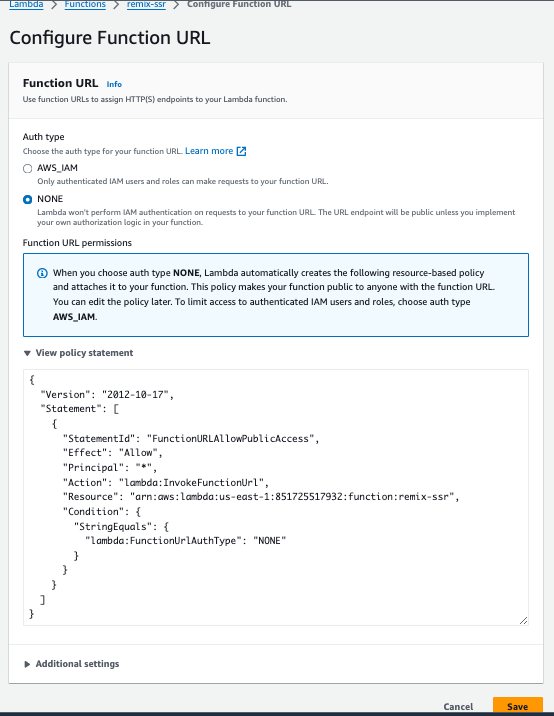 Lambda > Functions > remix-ssr > Configure Function URL
Configure Function URL
Function URL Info
Use function URLs to assign HTTP(S) endpoints to your Lambda function.
Auth type
Choose the auth type for your function URL. Learn more
AWS_IAM
Only authenticated IAM users and roles can make requests to your function URL.
NONE
Lambda won't perform IAM authentication on requests to your function URL. The URL endpoint will be public unless you implement
your own authorization logic in your function.
Function URL permissions
When you choose auth type NONE, Lambda automatically creates the following resource-based policy
and attaches it to your function. This policy makes your function public to anyone with the function URL.
You can edit the policy later. To limit access to authenticated IAM users and roles, choose auth type
AWS_IAM.
View policy statement
{
  "Version": "2012-10-17",
  "Statement": [
    {
      "StatementId": "FunctionURLAllowPublicAccess",
      "Effect": "Allow",
      "Principal": "*",
      "Action": "lambda:InvokeFunctionUrl",
      "Resource": "arn:aws:lambda:us-east-1:851725517932:function:remix-ssr",
      "Condition": {
        "StringEquals": {
          "lambda:FunctionUrlAuthType": "NONE"
        }
      }
    }
  ]
}
Additional settings
Cancel Save